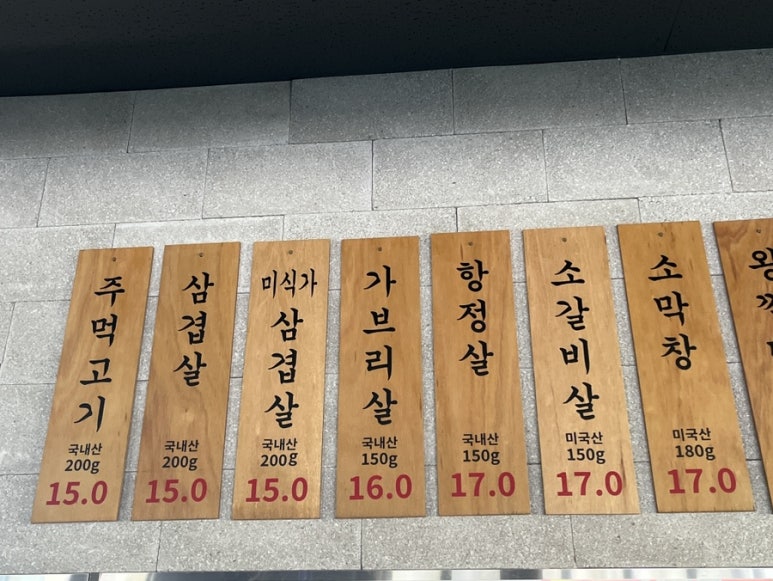 주먹고기
국내산
200g
15.0
삼겹살
국내산
200g
15.0
미식가
삼겹살
국내산
200g
15.0
가브리살
국내산
150g
16.0
항정살
국내산
150g
17.0
소갈비살
미국산
150g
17.0
소막창
미국산
180g
17.0
왕